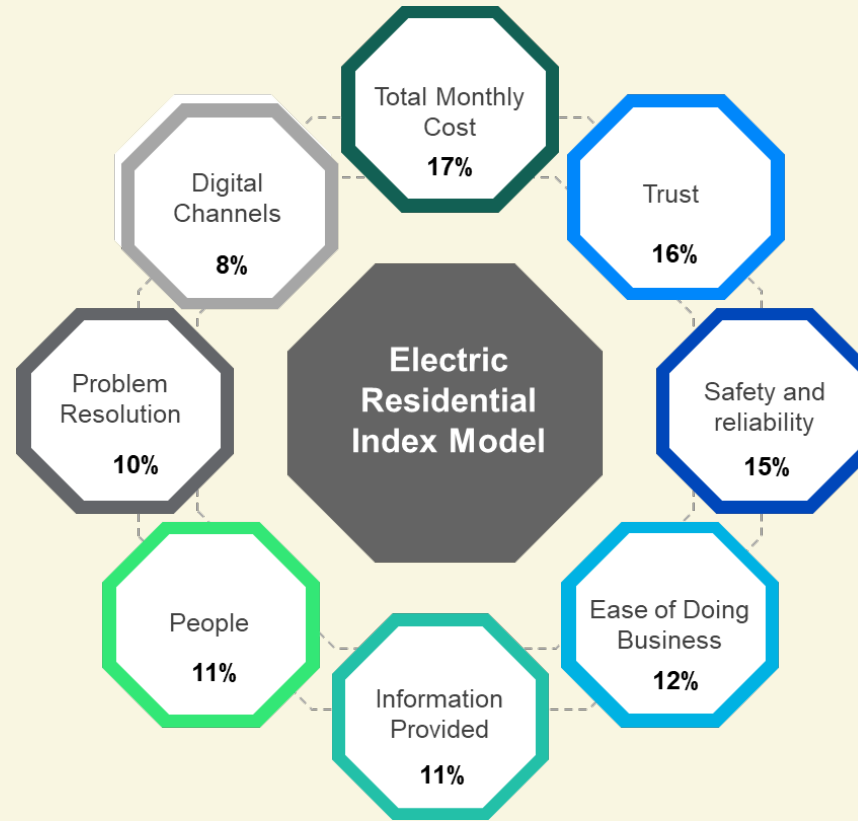 Total Monthly
Cost
17%
Trust
16%
Safety and
reliability
15%
Ease of Doing
Business
12%
Information
Provided
11%
People
11%
Problem
Resolution
10%
Digital
Channels
8%
Electric
Residential
Index Model